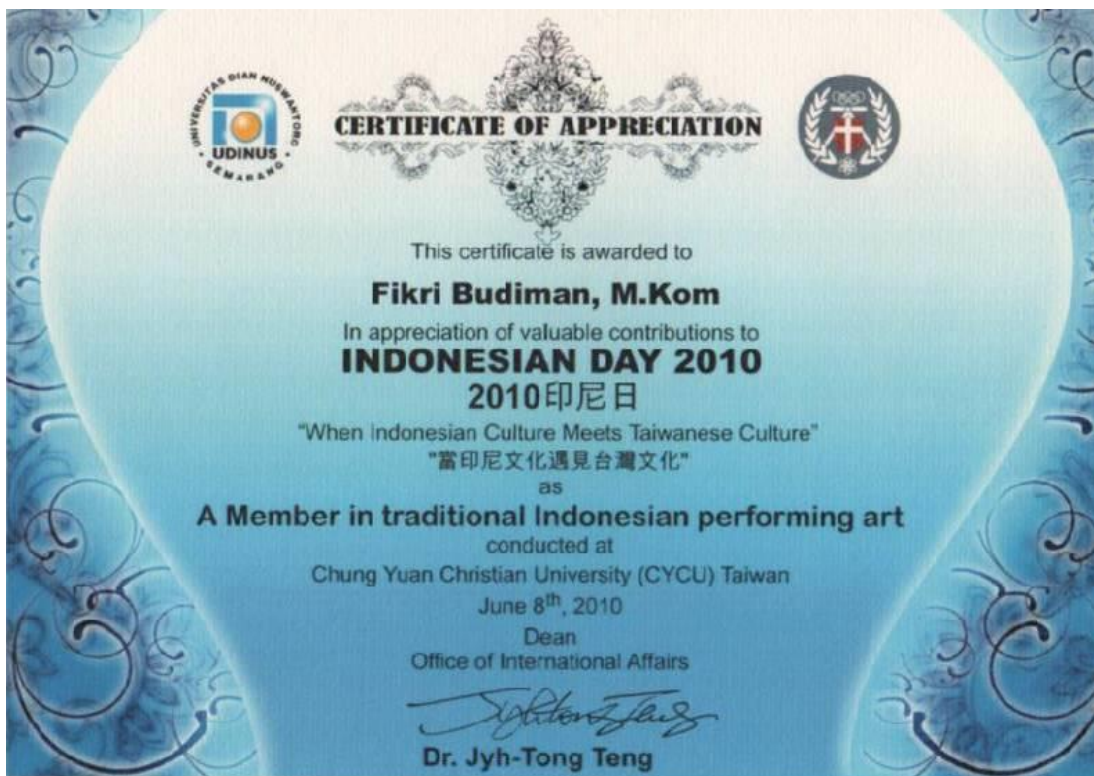 UNIVERSITAS DIAN NUSWANTORO
UDINUS
SEMARANG
CERTIFICATE OF APPRECIATION
This certificate is awarded to
Fikri Budiman, M.Kom
In appreciation of valuable contributions to
INDONESIAN DAY 2010
2010印尼日
“When Indonesian Culture Meets Taiwanese Culture”
"當印尼文化遇見台灣文化"
as
A Member in traditional Indonesian performing art
conducted at
Chung Yuan Christian University (CYCU) Taiwan
June 8th, 2010
Dean
Office of International Affairs
Jyhtong Teng
Dr. Jyh-Tong Teng